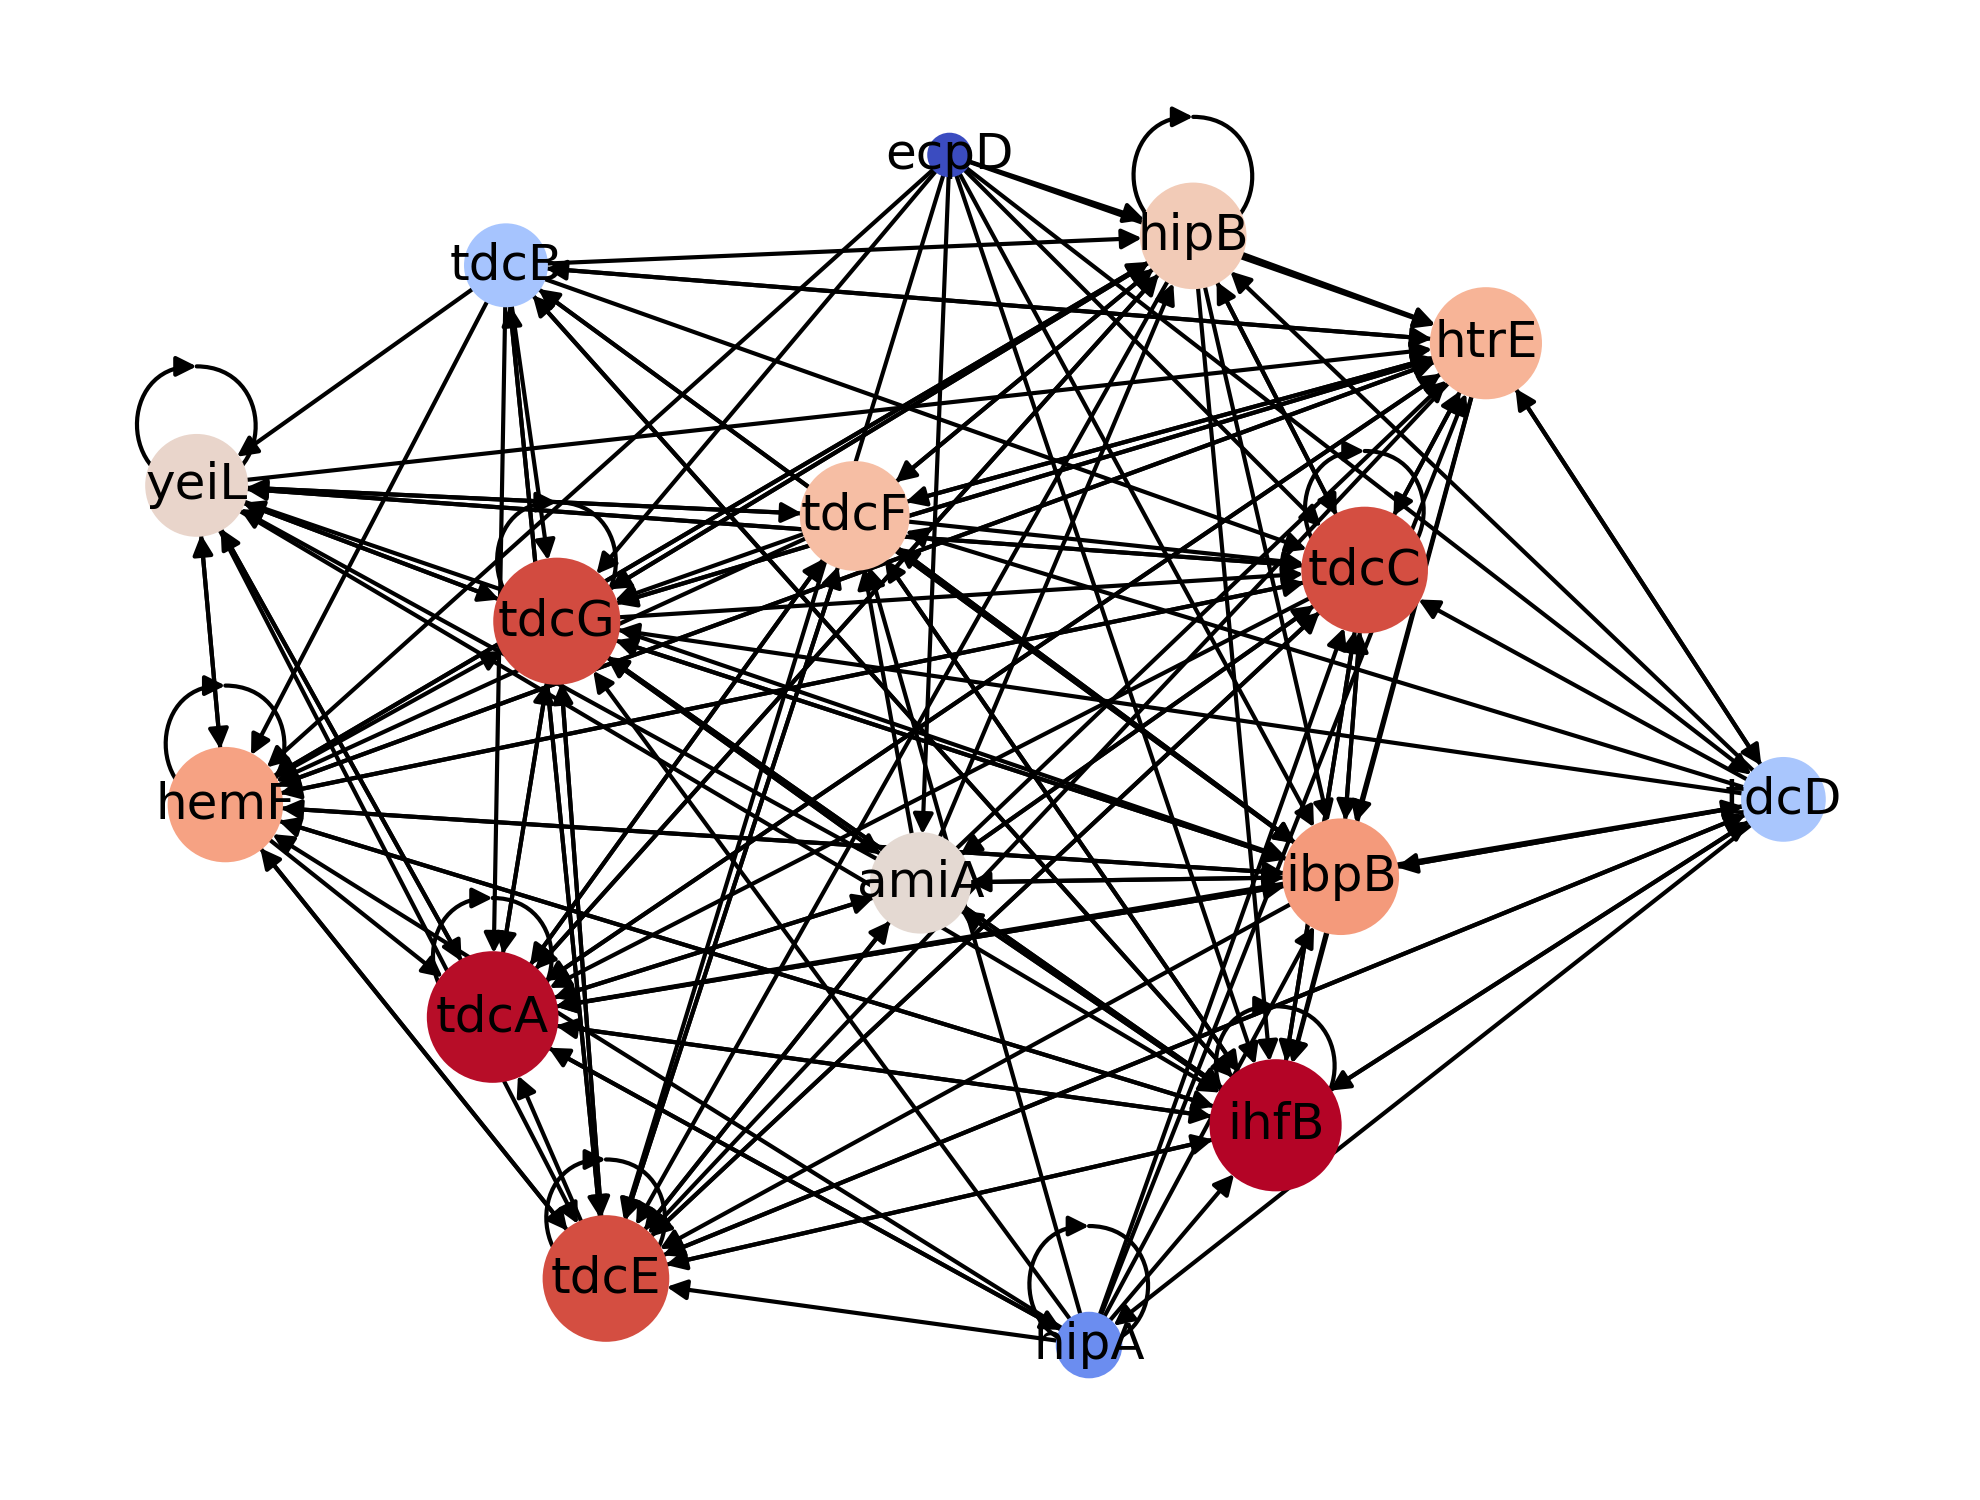 ecpD
hipB
tdcB
htrE
yeiL
tdcF
tdcC
tdcG
hemF
tdcD
ibpB
amiA
tdcA
ihfB
tdcE
hipA